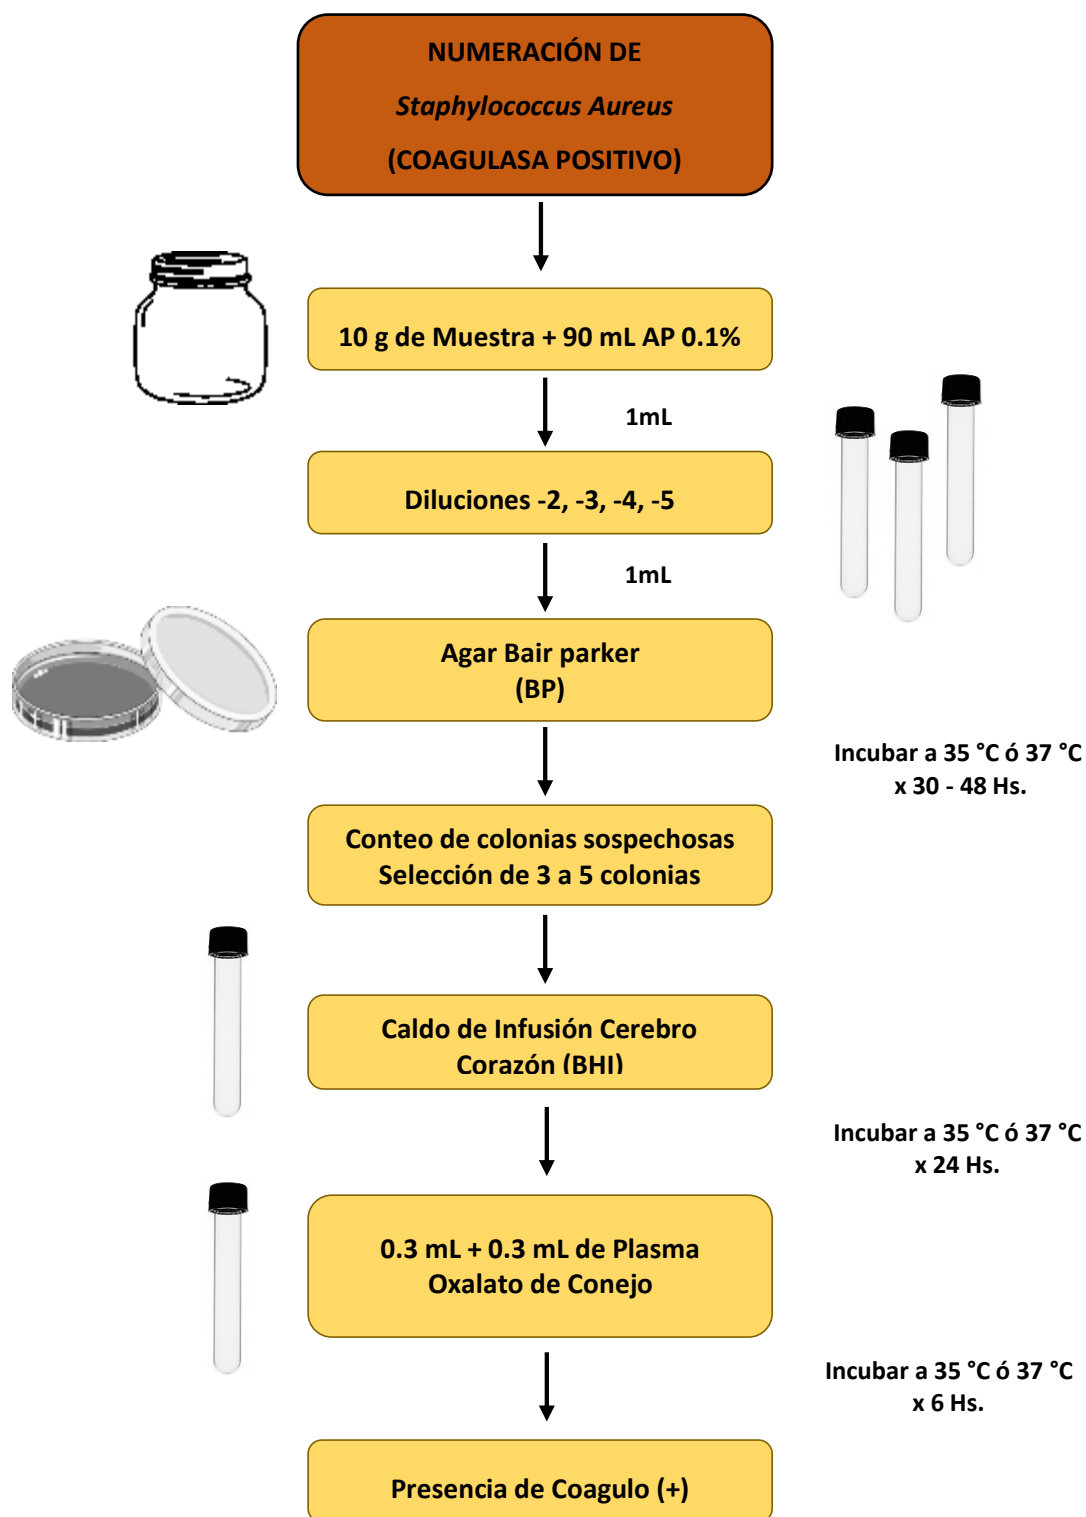 NUMERACIÓN DE
Staphylococcus Aureus
(COAGULASA POSITIVO)
10 g de Muestra + 90 mL AP 0.1%
1mL
Diluciones -2, -3, -4, -5
1mL
Agar Bair parker
(BP)
Incubar a 35 °C ó 37 °C
x 30 - 48 Hs.
Conteo de colonias sospechosas
Selección de 3 a 5 colonias
Caldo de Infusión Cerebro
Corazón (BHI)
Incubar a 35 °C ó 37 °C
x 24 Hs.
0.3 mL + 0.3 mL de Plasma
Oxalato de Conejo
Incubar a 35 °C ó 37 °C
x 6 Hs.
Presencia de Coagulo (+)